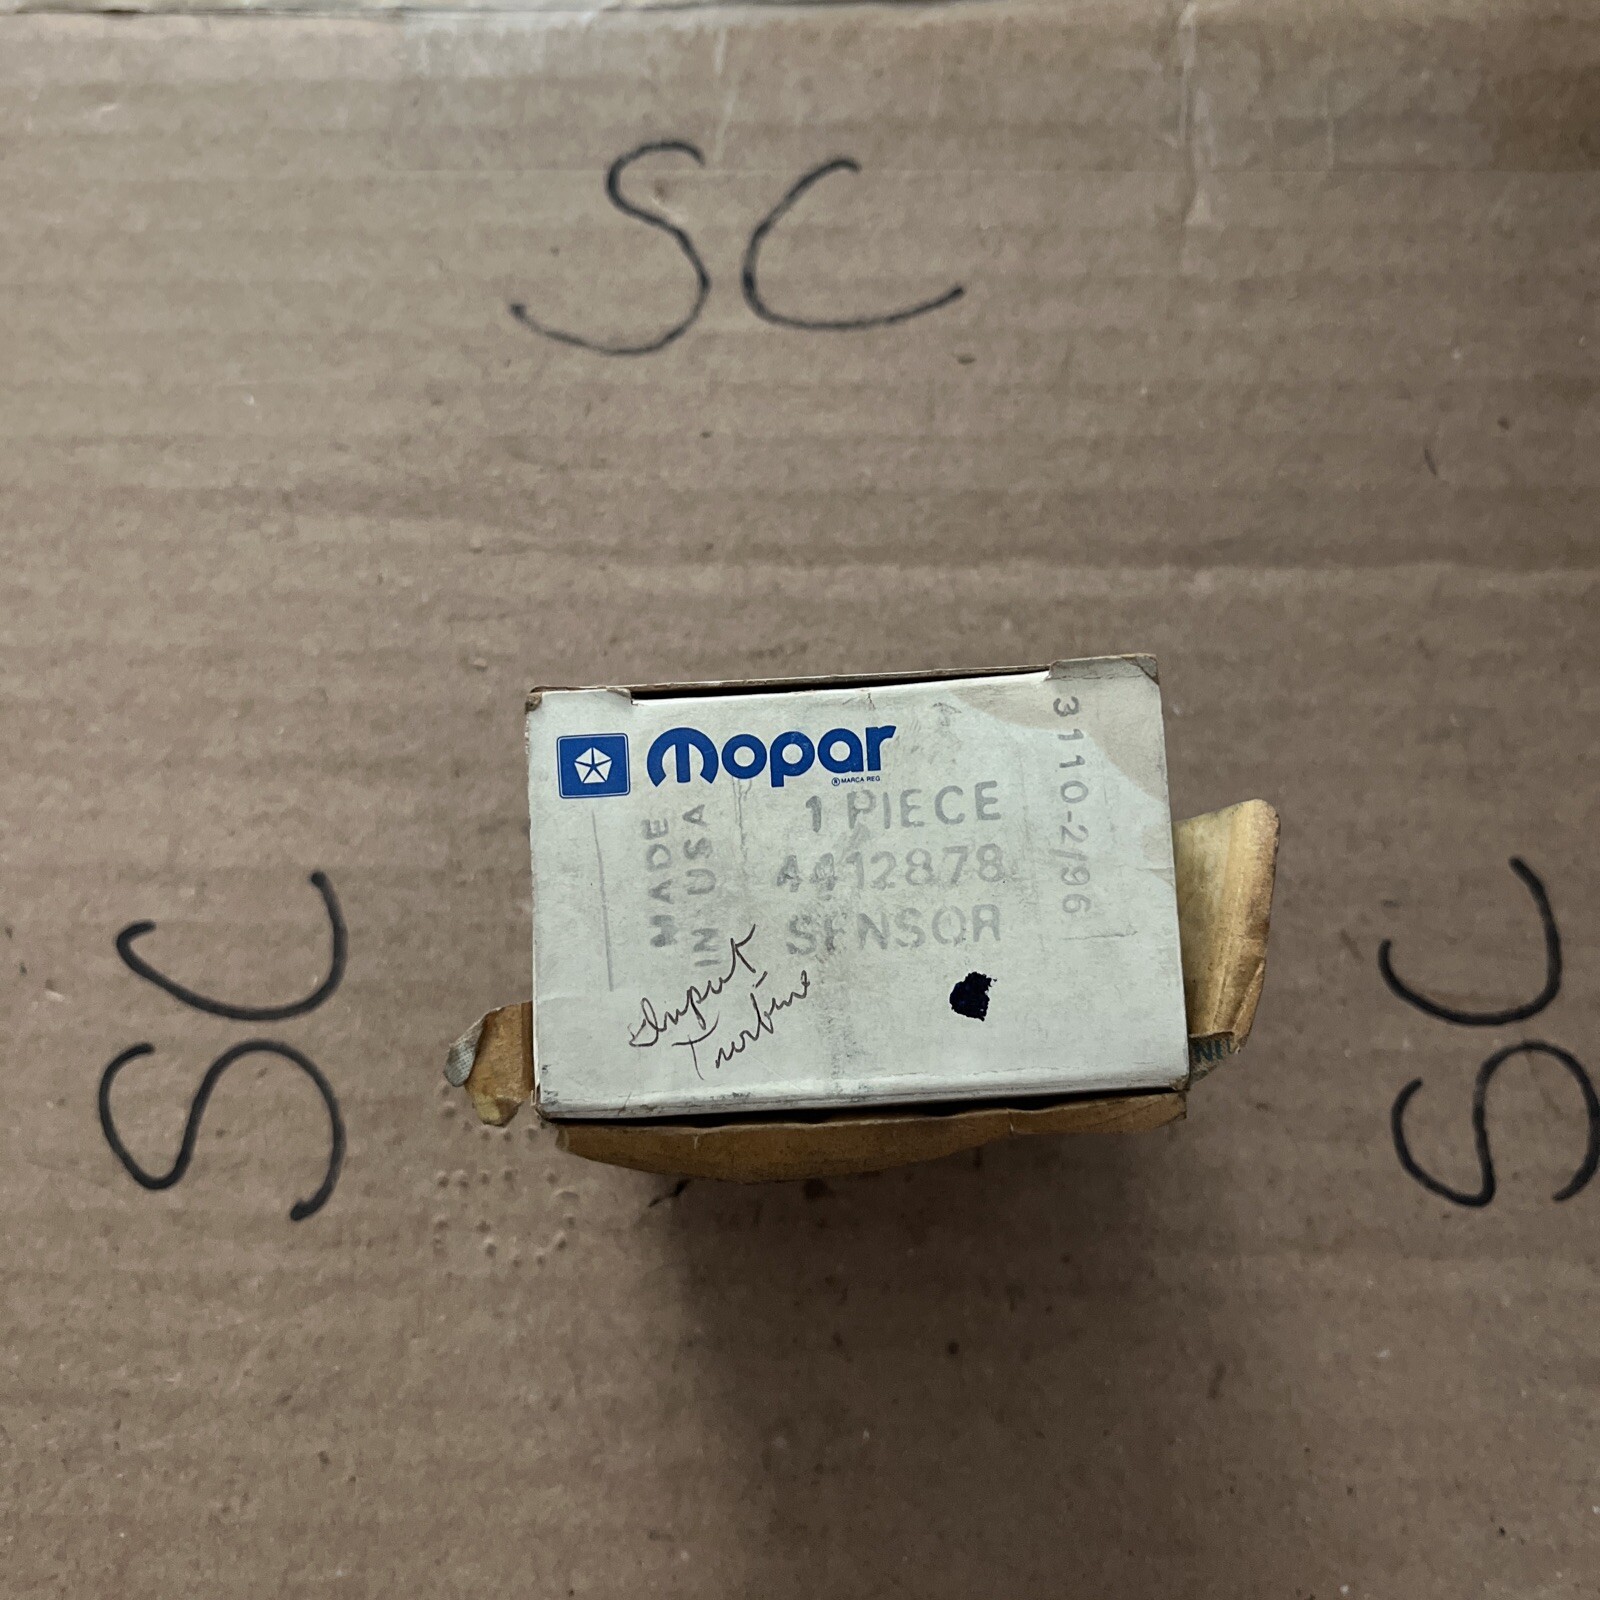 SC
Mopar
® MARCA REG
MADE
IN USA
1 PIECE
4412878
SENSOR
3110-2/96
Input
Turbine
SC
SC